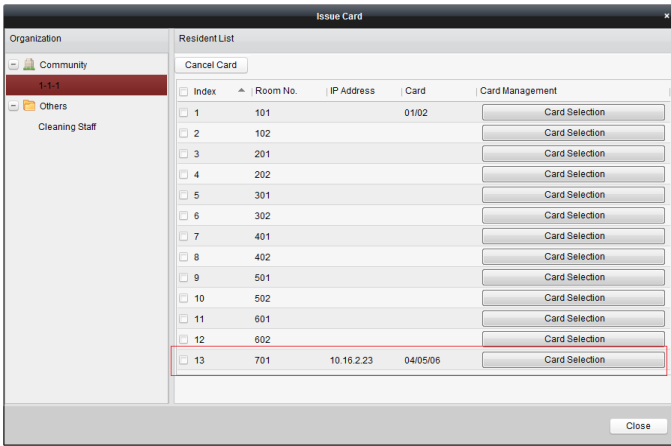 Issue Card ×
Organization
Community
1-1-1
Others
Cleaning Staff
Resident List
Cancel Card
Index Room No. IP Address Card Card Management
1 101 01/02 Card Selection
2 102 Card Selection
3 201 Card Selection
4 202 Card Selection
5 301 Card Selection
6 302 Card Selection
7 401 Card Selection
8 402 Card Selection
9 501 Card Selection
10 502 Card Selection
11 601 Card Selection
12 602 Card Selection
13 701 10.16.2.23 04/05/06 Card Selection
Close